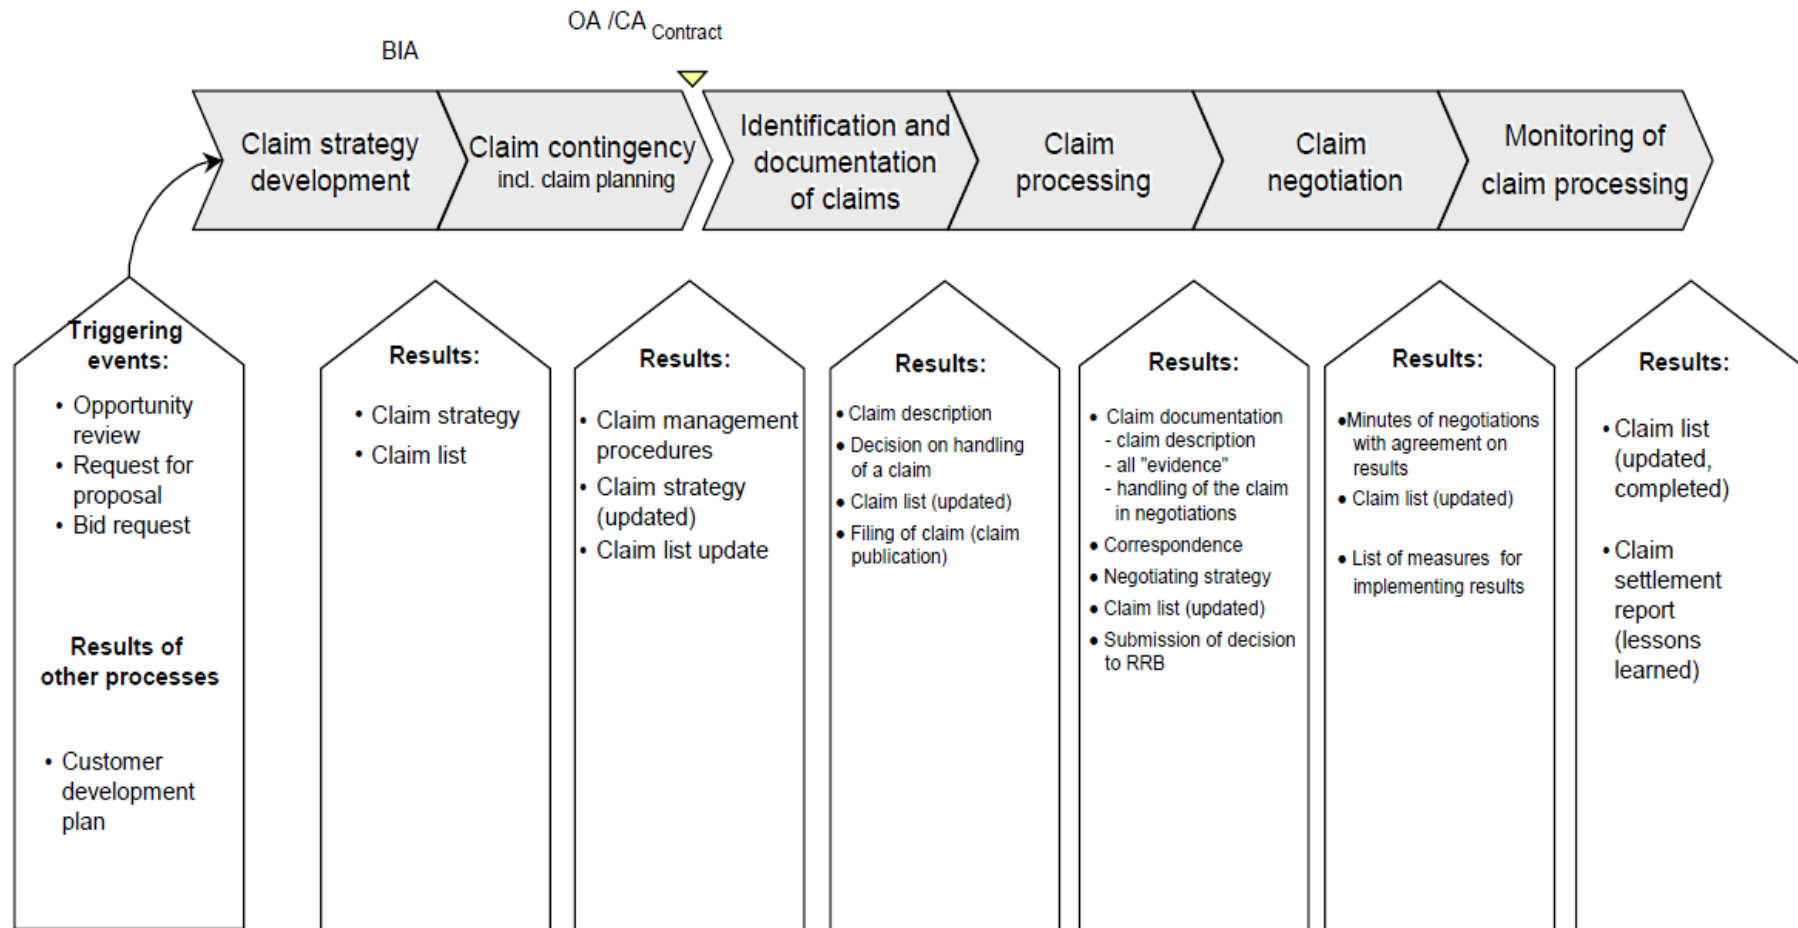 OA /CA Contract
BIA
Claim strategy
development
Claim contingency
incl. claim planning
Identification and
documentation
of claims
Claim
processing
Claim
negotiation
Monitoring of
claim processing
Triggering
events:
• Opportunity
review
• Request for
proposal
• Bid request
Results of
other processes
• Customer
development
plan
Results:
• Claim strategy
• Claim list
Results:
• Claim management
procedures
• Claim strategy
(updated)
• Claim list update
Results:
• Claim description
• Decision on handling
of a claim
• Claim list (updated)
• Filing of claim (claim
publication)
Results:
• Claim documentation
- claim description
- all "evidence"
- handling of the claim
in negotiations
• Correspondence
• Negotiating strategy
• Claim list (updated)
• Submission of decision
to RRB
Results:
•Minutes of negotiations
with agreement on
results
• Claim list (updated)
• List of measures for
implementing results
Results:
• Claim list
(updated,
completed)
• Claim
settlement
report
(lessons
learned)